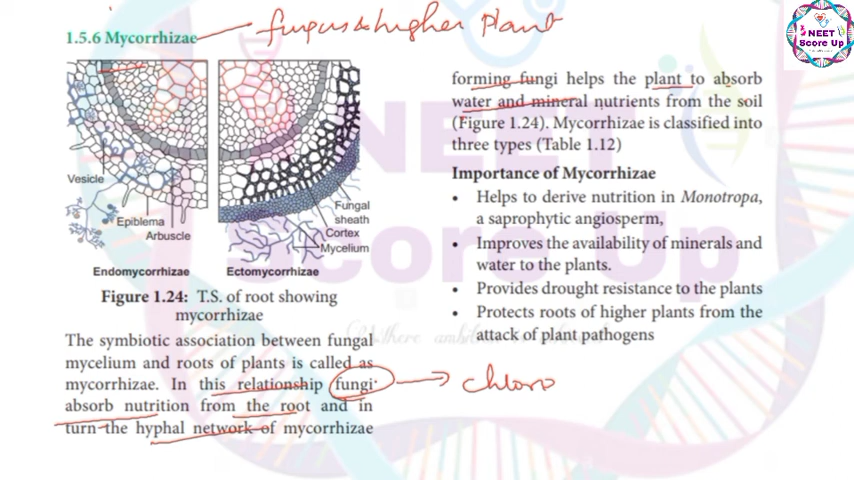 1.5.6 Mycorrhizae
fungus & higher Plant
NEET
Score Up
Vesicle
Epiblema
Arbuscle
Fungal
sheath
Cortex
Mycelium
Endomycorrhizae
Ectomycorrhizae
Figure 1.24: T.S. of root showing
mycorrhizae
The symbiotic association between fungal
mycelium and roots of plants is called as
mycorrhizae. In this relationship fungi
absorb nutrition from the root and in
turn the hyphal network of mycorrhizae
forming fungi helps the plant to absorb
water and mineral nutrients from the soil
(Figure 1.24). Mycorrhizae is classified into
three types (Table 1.12)
Importance of Mycorrhizae
• Helps to derive nutrition in Monotropa,
a saprophytic angiosperm,
• Improves the availability of minerals and
water to the plants.
• Provides drought resistance to the plants
• Protects roots of higher plants from the
attack of plant pathogens
chloro
NEET
Score Up
Where